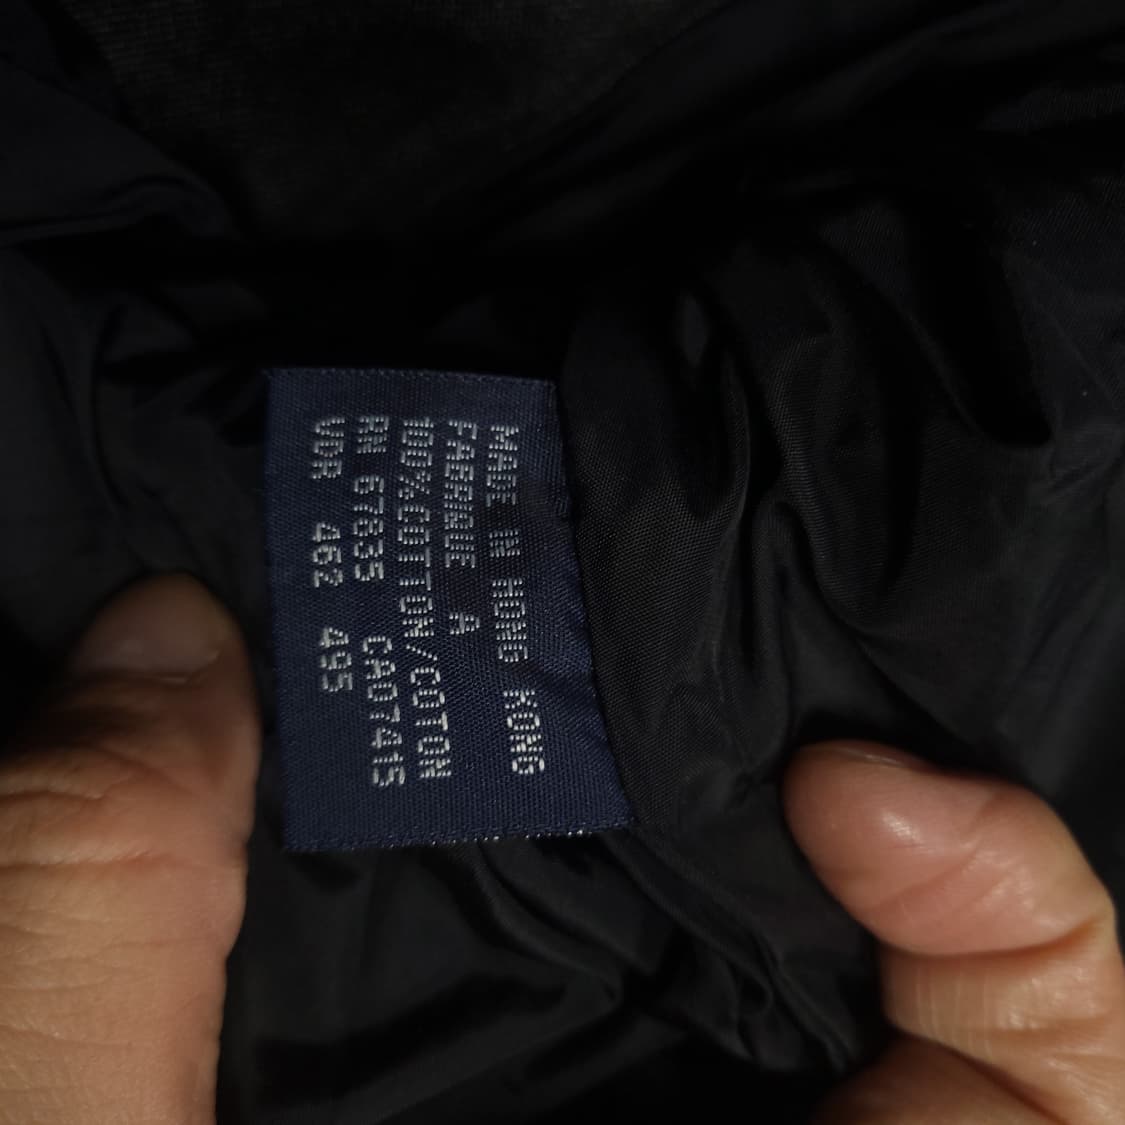 MADE IN HONG KONG
FABRIQUE A
100% COTTON/COTON
RN 67835 CA07415
VDR 462 495